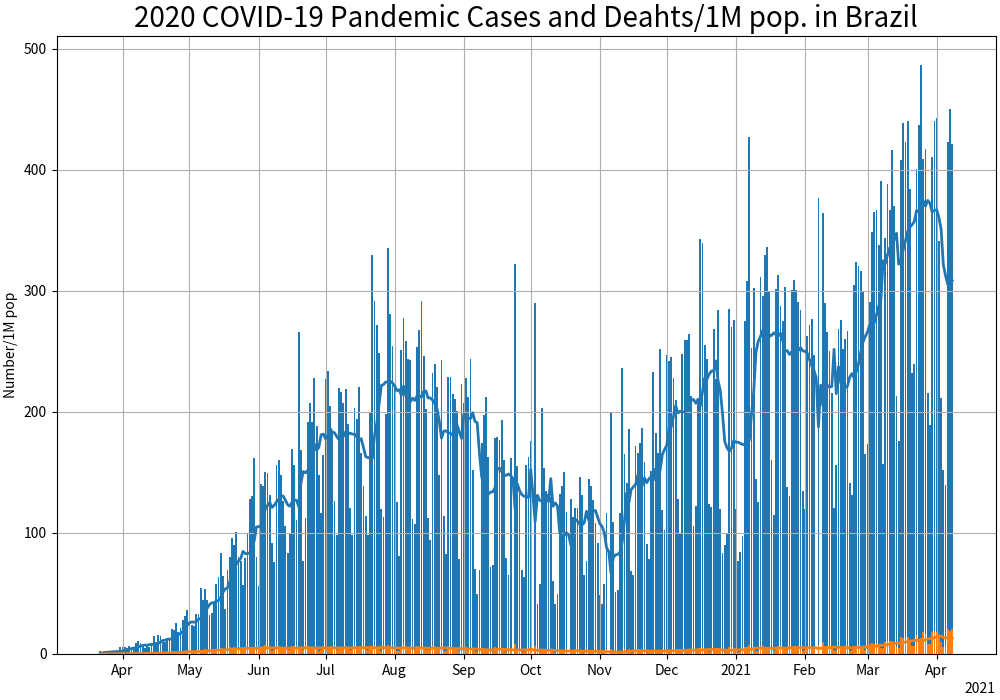 2020 COVID-19 Pandemic Cases and Deahts/1M pop. in Brazil
500
400
300
200
100
0
Number/1M pop
Apr May Jun Jul Aug Sep Oct Nov Dec 2021 Feb Mar Apr
2021